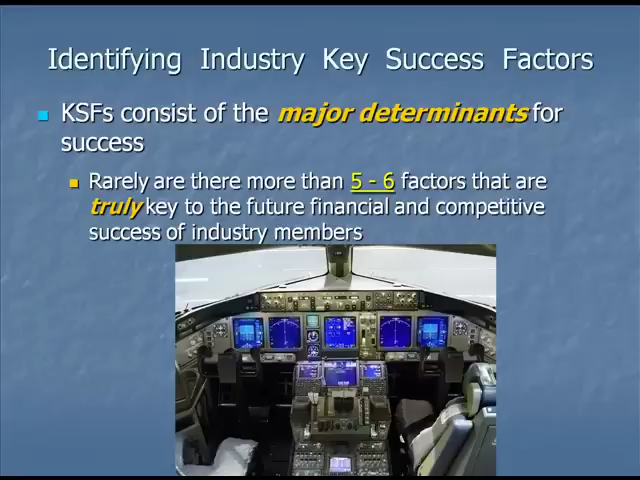 Identifying Industry Key Success Factors
KSFs consist of the major determinants for
success
Rarely are there more than 5 - 6 factors that are
truly key to the future financial and competitive
success of industry members